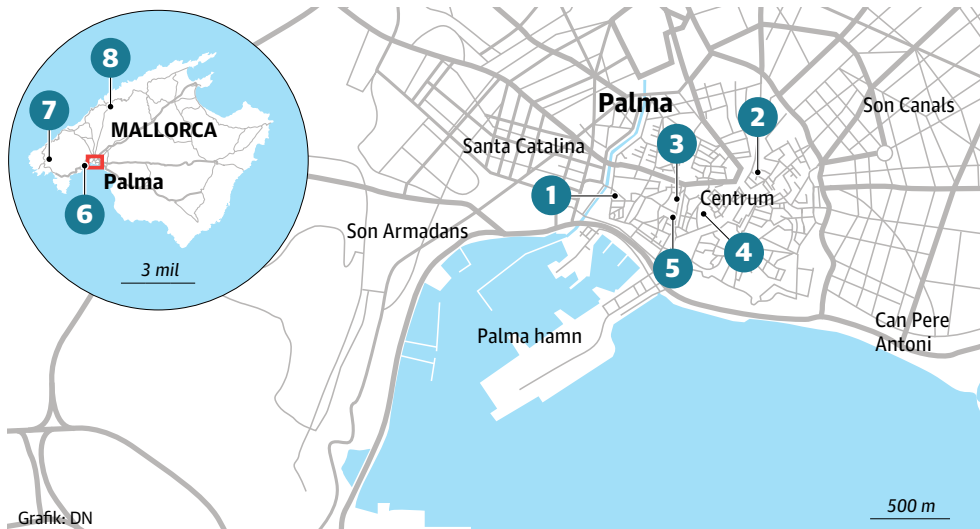 8
7
MALLORCA
Palma
6
3 mil
Palma
Son Canals
2
Santa Catalina
3
1
Centrum
Son Armadans
4
5
Palma hamn
Can Pere
Antoni
500 m
Grafik: DN